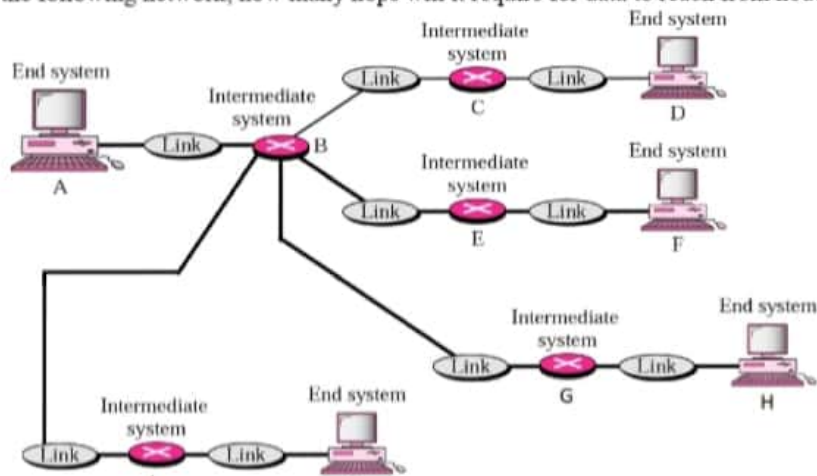 End system
Intermediate
system
Link
Link
C
D
End system
Intermediate
system
Link
B
A
End system
Intermediate
system
Link
Link
E
F
End system
Intermediate
system
Link
Link
G
H
End system
Intermediate
system
Link
Link